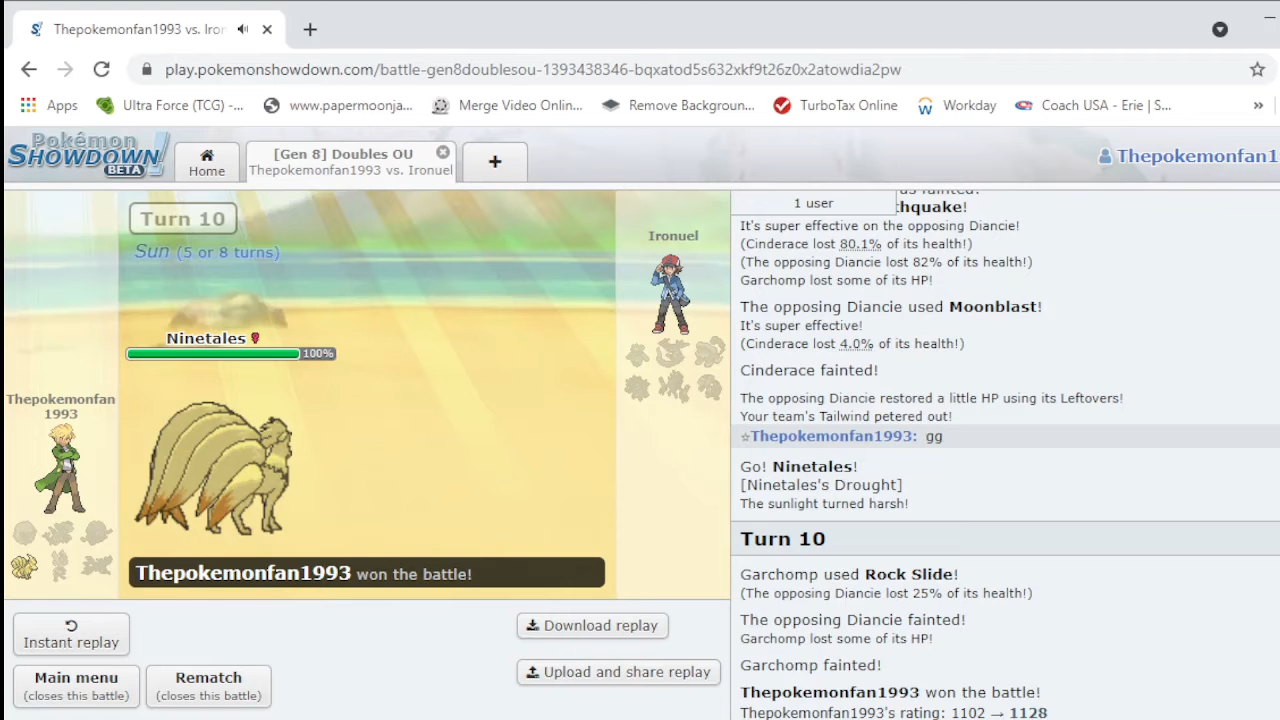 Thepokemonfan1993 vs. Iron
play.pokemonshowdown.com/battle-gen8doublesou-1393438346-bqxatod5s632xkf9t26z0x2atowdia2pw
Apps
Ultra Force (TCG) -...
www.papermoonja...
Merge Video Onlin...
Remove Backgroun...
TurboTax Online
Workday
Coach USA - Erie | S...
»
Pokémon
SHOWDOWN!
BETA
Home
[Gen 8] Doubles OU
Thepokemonfan1993 vs. Ironuel
+
Thepokemonfan1
Turn 10
Sun (5 or 8 turns)
Ninetales
100%
Thepokemonfan
1993
Ironuel
Thepokemonfan1993 won the battle!
Instant replay
Download replay
Upload and share replay
Main menu
(closes this battle)
Rematch
(closes this battle)
1 user
as fainted!
hquake!
It's super effective on the opposing Diancie!
(Cinderace lost 80.1% of its health!)
(The opposing Diancie lost 82% of its health!)
Garchomp lost some of its HP!
The opposing Diancie used Moonblast!
It's super effective!
(Cinderace lost 4.0% of its health!)
Cinderace fainted!
The opposing Diancie restored a little HP using its Leftovers!
Your team's Tailwind petered out!
☆Thepokemonfan1993: gg
Go! Ninetales!
[Ninetales's Drought]
The sunlight turned harsh!
Turn 10
Garchomp used Rock Slide!
(The opposing Diancie lost 25% of its health!)
The opposing Diancie fainted!
Garchomp lost some of its HP!
Garchomp fainted!
Thepokemonfan1993 won the battle!
Thepokemonfan1993's rating: 1102 → 1128